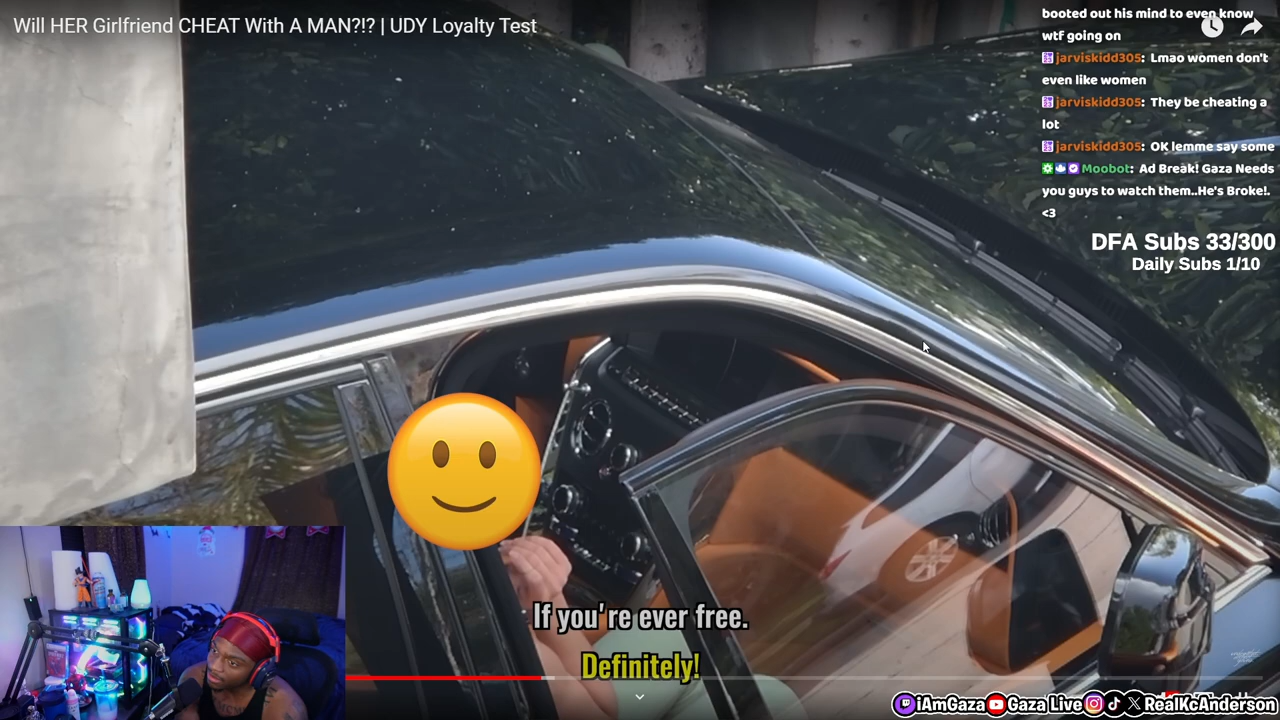 Will HER Girlfriend CHEAT With A MAN?!? | UDY Loyalty Test
booted out his mind to even know
wtf going on
jarviskidd305: Lmao women don't
even like women
jarviskidd305: They be cheating a
lot
jarviskidd305: OK lemme say some
Moobot: Ad Break! Gaza Needs
you guys to watch them..He's Broke!.
<3
DFA Subs 33/300
Daily Subs 1/10
If you're ever free.
Definitely!
iAmGaza Gaza Live RealKcAnderson